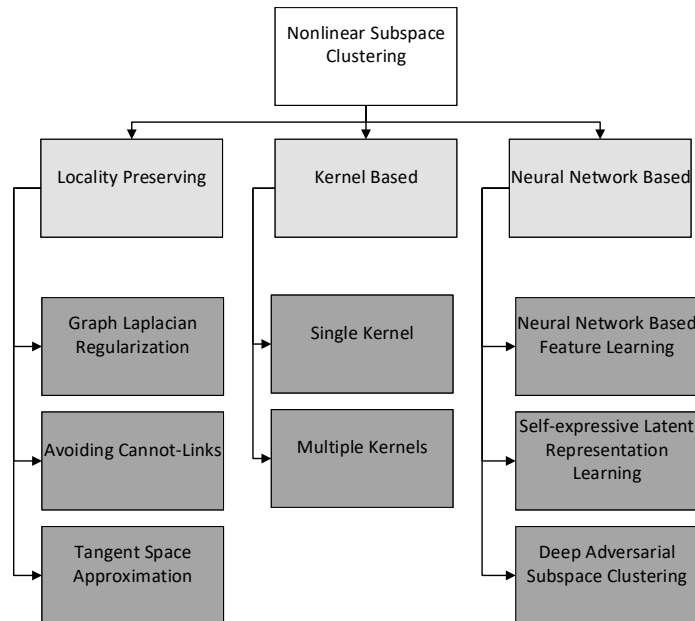 Nonlinear Subspace
Clustering
Locality Preserving
Kernel Based
Neural Network Based
Graph Laplacian
Regularization
Single Kernel
Neural Network Based
Feature Learning
Avoiding Cannot-Links
Multiple Kernels
Self-expressive Latent
Representation
Learning
Tangent Space
Approximation
Deep Adversarial
Subspace Clustering